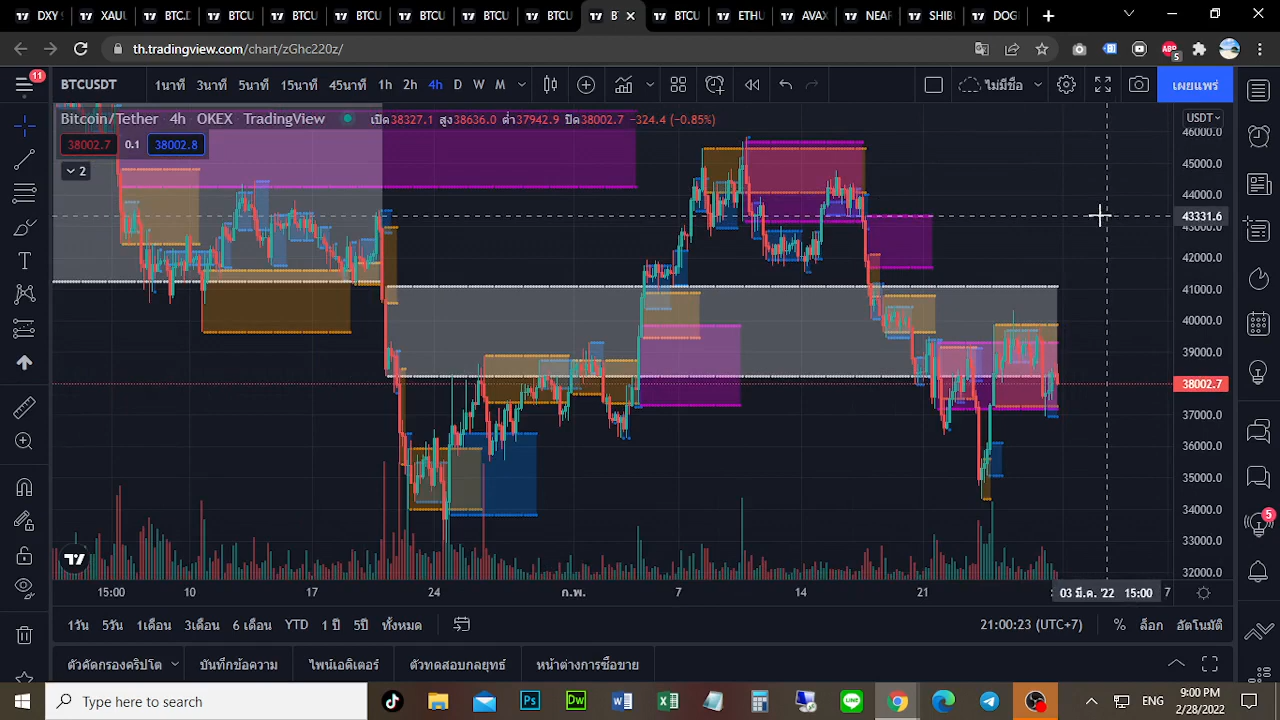 DXY
XAU
BTC.D
BTCU
BTCU
BTCU
BTCU
BTCU
BTCU
ETHU
AVAX
NEAR
SHIB
DOG
th.tradingview.com/chart/zGhc220z/
5
11
BTCUSDT
1นาที
3นาที
5นาที
15นาที
45นาที
1h
2h
4h
D
W
M
ไม่มีชื่อ
เผยแพร่
Bitcoin/Tether 4h OKEX TradingView
เปิด38327.1 สูง38636.0 ต่ำ37942.9 ปิด38002.7 −324.4 (−0.85%)
USDT
38002.7
0.1
38002.8
2
46000.0
45000.0
44000.0
43331.6
42000.0
41000.0
40000.0
39000.0
38002.7
37000.0
36000.0
33000.0
32000.0
15:00
10
17
24
ก.พ.
7
14
21
03 มี.ค. '22 15:00
7
5
1วัน
5วัน
1เดือน
3เดือน
6 เดือน
YTD
1 ปี
5ปี
ทั้งหมด
21:00:23 (UTC+7)
%
ล็อก
อัตโนมัติ
ตัวคัดกรองคริปโต
บันทึกข้อความ
ไพน์เอดิเตอร์
ตัวทดสอบกลยุทธ์
หน้าต่างการซื้อขาย
Type here to search
Ps
Dw
ENG
3:00 PM
2/28/2022